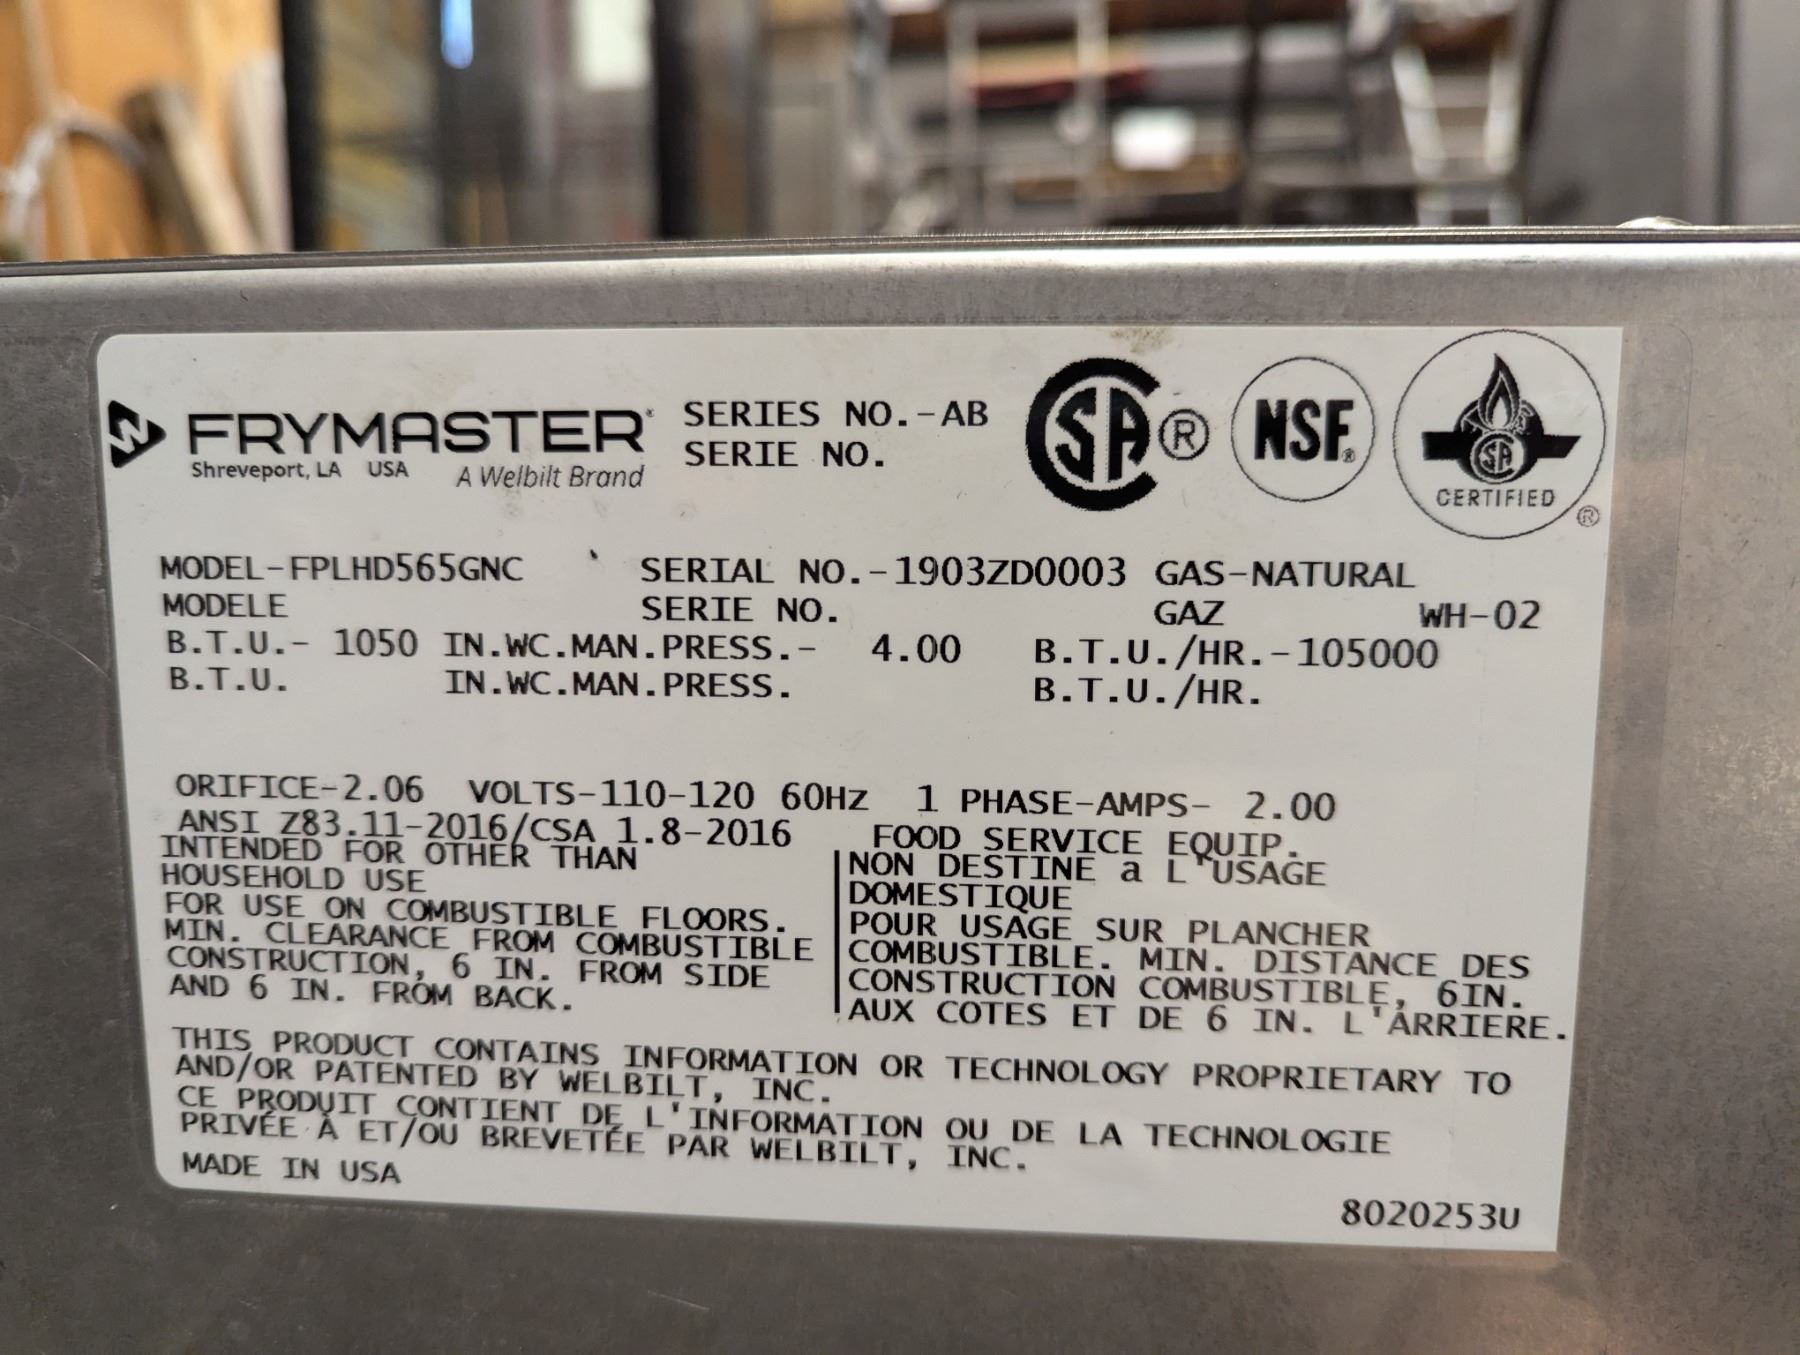 FRYMASTER
Shreveport, LA USA A Welbilt Brand
SERIES NO.-AB
SERIE NO.
SA ®
NSF®
SA
CERTIFIED ®
MODEL-FPLHD565GNC SERIAL NO.-1903ZD0003 GAS-NATURAL
MODELE SERIE NO. GAZ WH-02
B.T.U.- 1050 IN.WC.MAN.PRESS.- 4.00 B.T.U./HR.-105000
B.T.U. IN.WC.MAN.PRESS. B.T.U./HR.
ORIFICE-2.06 VOLTS-110-120 60HZ 1 PHASE-AMPS- 2.00
ANSI Z83.11-2016/CSA 1.8-2016 FOOD SERVICE EQUIP.
INTENDED FOR OTHER THAN
HOUSEHOLD USE
FOR USE ON COMBUSTIBLE FLOORS.
MIN. CLEARANCE FROM COMBUSTIBLE
CONSTRUCTION, 6 IN. FROM SIDE
AND 6 IN. FROM BACK.
NON DESTINE a L'USAGE
DOMESTIQUE
POUR USAGE SUR PLANCHER
COMBUSTIBLE. MIN. DISTANCE DES
CONSTRUCTION COMBUSTIBLE, 6IN.
AUX COTES ET DE 6 IN. L'ARRIERE.
THIS PRODUCT CONTAINS INFORMATION OR TECHNOLOGY PROPRIETARY TO
AND/OR PATENTED BY WELBILT, INC.
CE PRODUIT CONTIENT DE L'INFORMATION OU DE LA TECHNOLOGIE
PRIVÉE À ET/OU BREVETÉE PAR WELBILT, INC.
MADE IN USA
8020253U